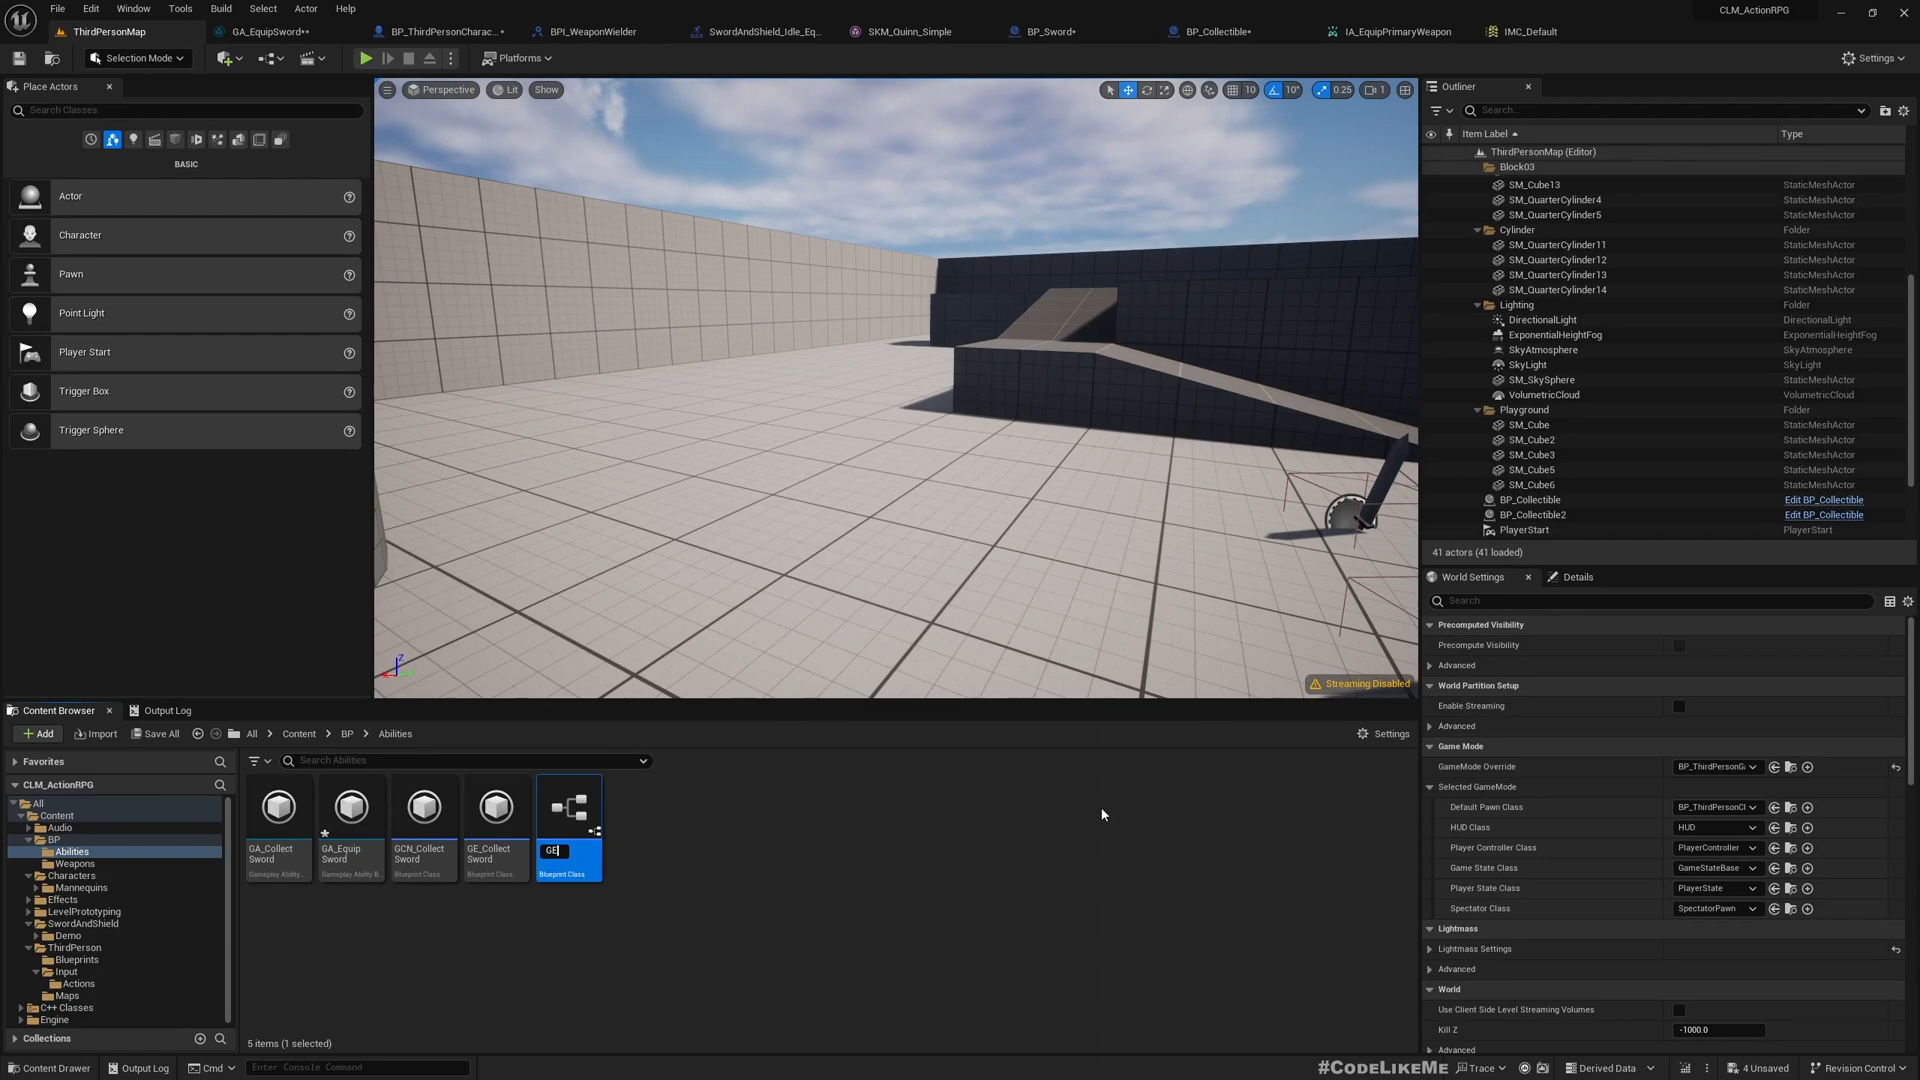 File Edit Window Tools Build Select Actor Help
CLM_ActionRPG
ThirdPersonMap
GA_EquipSword**
BP_ThirdPersonCharac...*
BPI_WeaponWielder
SwordAndShield_Idle_Eq...
SKM_Quinn_Simple
BP_Sword*
BP_Collectible*
IA_EquipPrimaryWeapon
IMC_Default
Selection Mode
Platforms
Settings
Place Actors
Search Classes
BASIC
Actor
Character
Pawn
Point Light
Player Start
Trigger Box
Trigger Sphere
Perspective
Lit
Show
10
10°
0.25
1
Z
Streaming Disabled
Outliner
Search...
Item Label
Type
ThirdPersonMap (Editor)
Block03
SM_Cube13 StaticMeshActor
SM_QuarterCylinder4 StaticMeshActor
SM_QuarterCylinder5 StaticMeshActor
Cylinder Folder
SM_QuarterCylinder11 StaticMeshActor
SM_QuarterCylinder12 StaticMeshActor
SM_QuarterCylinder13 StaticMeshActor
SM_QuarterCylinder14 StaticMeshActor
Lighting Folder
DirectionalLight DirectionalLight
ExponentialHeightFog ExponentialHeightFog
SkyAtmosphere SkyAtmosphere
SkyLight SkyLight
SM_SkySphere StaticMeshActor
VolumetricCloud VolumetricCloud
Playground Folder
SM_Cube StaticMeshActor
SM_Cube2 StaticMeshActor
SM_Cube3 StaticMeshActor
SM_Cube5 StaticMeshActor
SM_Cube6 StaticMeshActor
BP_Collectible Edit BP_Collectible
BP_Collectible2 Edit BP_Collectible
PlayerStart PlayerStart
41 actors (41 loaded)
World Settings
Details
Search
Precomputed Visibility
Precompute Visibility
Advanced
World Partition Setup
Enable Streaming
Advanced
Game Mode
GameMode Override BP_ThirdPersonGa
Selected GameMode
Default Pawn Class BP_ThirdPersonCl
HUD Class HUD
Player Controller Class PlayerController
Game State Class GameStateBase
Player State Class PlayerState
Spectator Class SpectatorPawn
Lightmass
Lightmass Settings
Advanced
World
Use Client Side Level Streaming Volumes
Kill Z -1000.0
Advanced
Content Browser
Output Log
Add
Import
Save All
All > Content > BP > Abilities
Settings
Favorites
CLM_ActionRPG
All
Content
Audio
BP
Abilities
Weapons
Characters
Mannequins
Effects
LevelPrototyping
SwordAndShield
Demo
ThirdPerson
Blueprints
Input
Actions
Maps
C++ Classes
Engine
Collections
Search Abilities
GA_Collect
Sword
Gameplay Ability...
GA_Equip
Sword
Gameplay Ability B...
GCN_Collect
Sword
Blueprint Class
GE_Collect
Sword
Blueprint Class
GE
Blueprint Class
5 items (1 selected)
Content Drawer
Output Log
Cmd
Enter Console Command
#CodeLikeMe
Trace
Derived Data
4 Unsaved
Revision Control